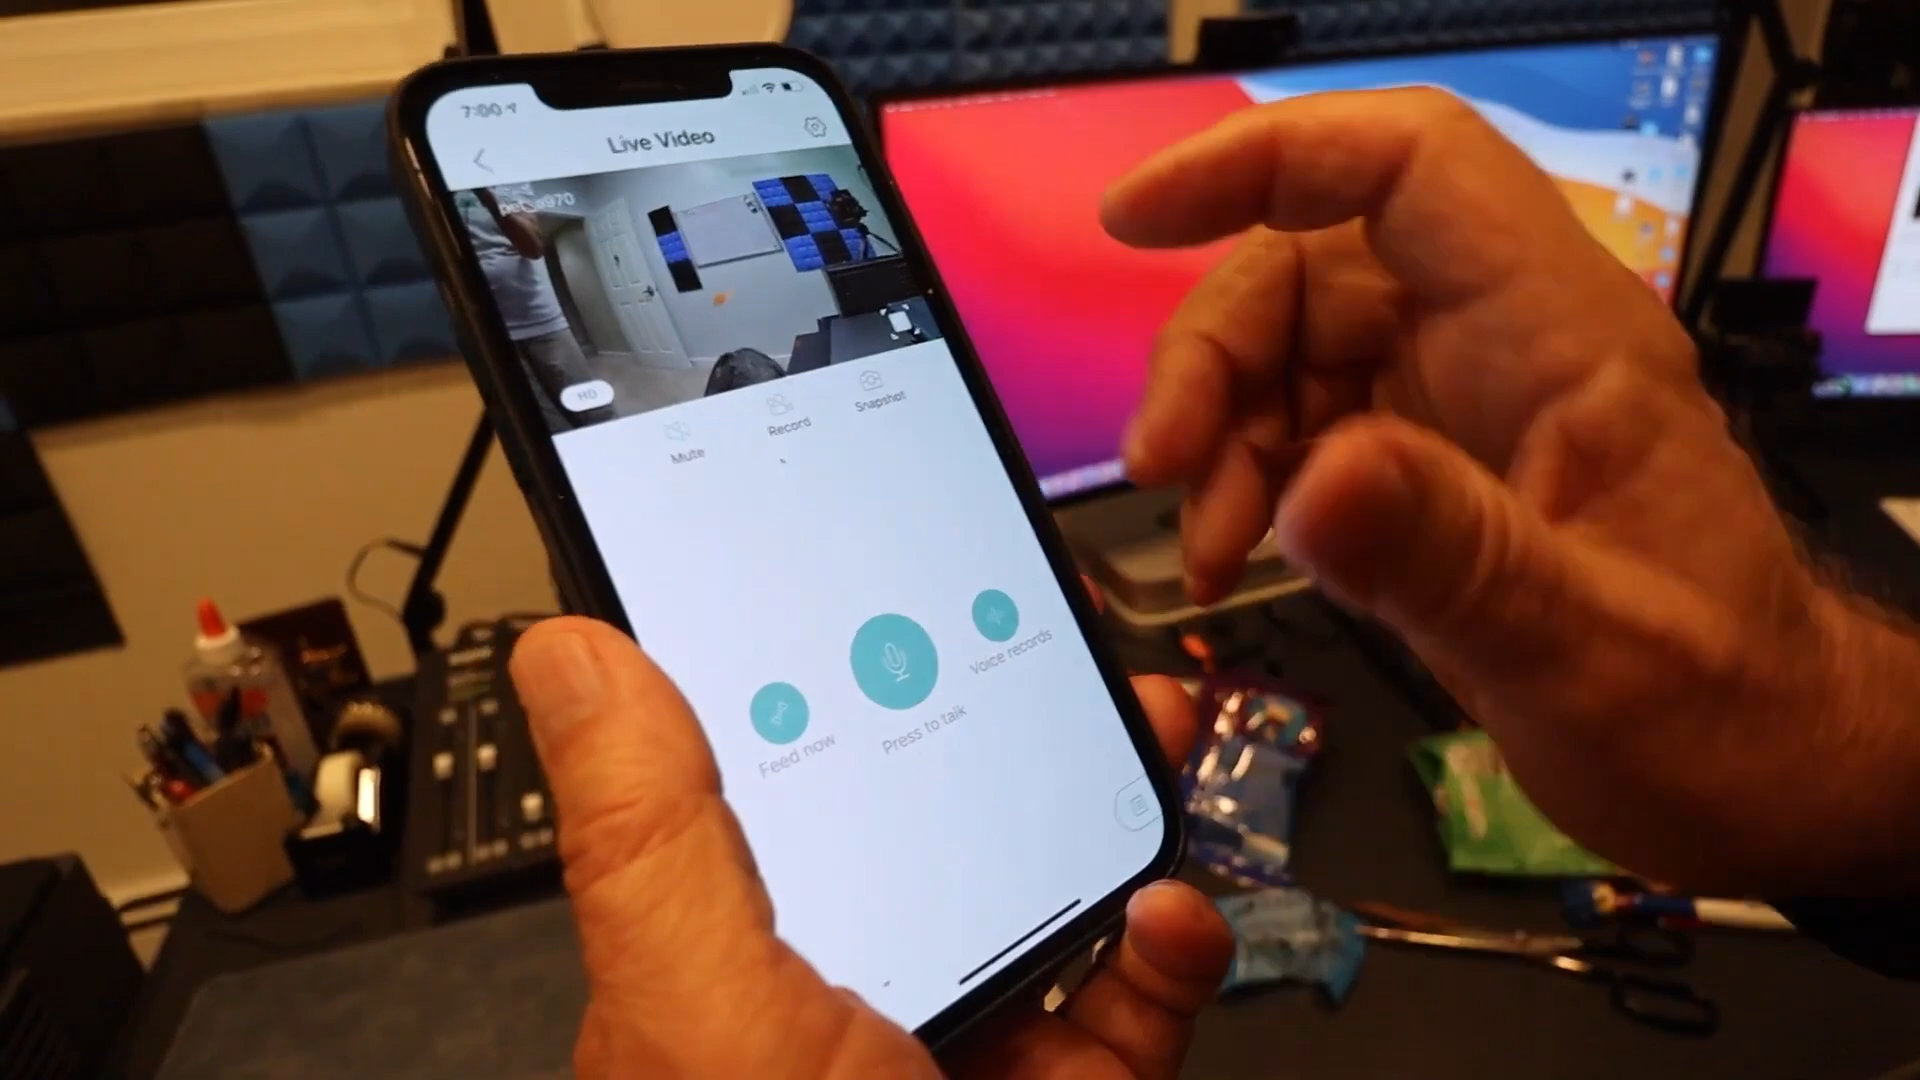 7:00
Live Video
HD
Mute
Record
Snapshot
Feed now
Press to talk
Voice records